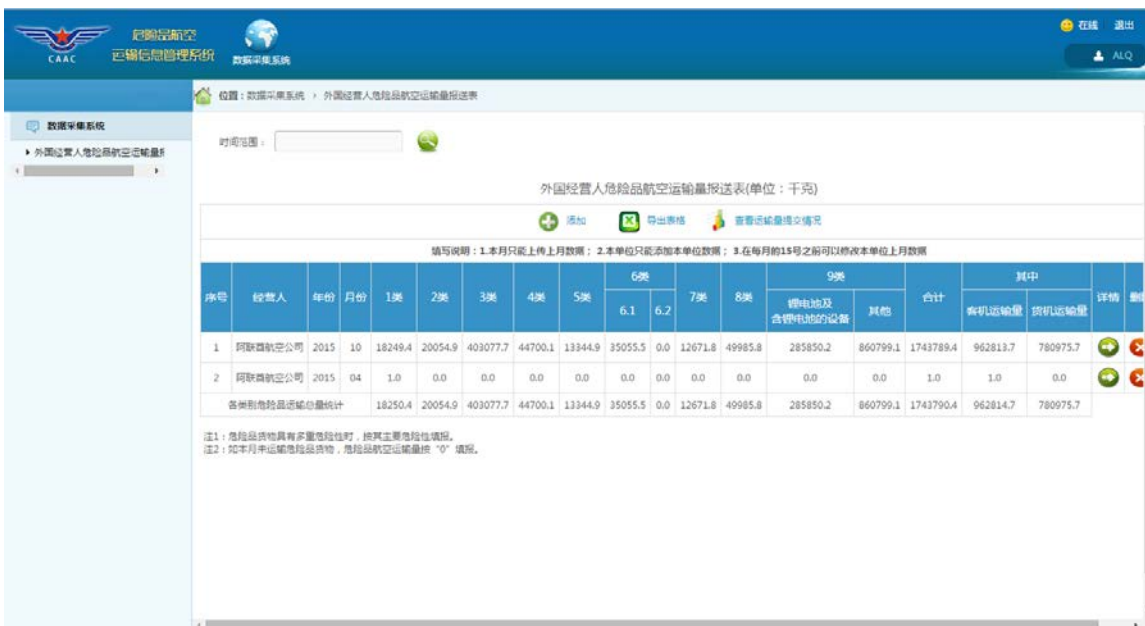 危险品航空
运输信息管理系统
CAAC
数据采集系统
在线 退出
ALQ
位置：数据采集系统 › 外国经营人危险品航空运输量报送表
数据采集系统
外国经营人危险品航空运输量
时间范围：
外国经营人危险品航空运输量报送表(单位：千克)
添加 导出表格 查看运输量提交情况
填写说明：1.本月只能上传上月数据； 2.本单位只能添加本单位数据； 3.在每月的15号之前可以修改本单位上月数据
序号 经营人 年份 月份 1类 2类 3类 4类 5类 6类 7类 8类 9类 合计 其中 详情
6.1 6.2 锂电池及 其他 客机运输量 货机运输量
含锂电池的设备
1 阿联酋航空公司 2015 10 18249.4 20054.9 403077.7 44700.1 13344.9 35055.5 0.0 12671.8 49985.8 285850.2 860799.1 1743789.4 962813.7 780975.7
2 阿联酋航空公司 2015 04 1.0 0.0 0.0 0.0 0.0 0.0 0.0 0.0 0.0 0.0 0.0 1.0 1.0 0.0
各类别危险品运输总量统计 18250.4 20054.9 403077.7 44700.1 13344.9 35055.5 0.0 12671.8 49985.8 285850.2 860799.1 1743790.4 962814.7 780975.7
注1：危险品货物具有多重危险性时，按其主要危险性填报。
注2：如本月未运输危险品货物，危险品航空运输量按“0”填报。